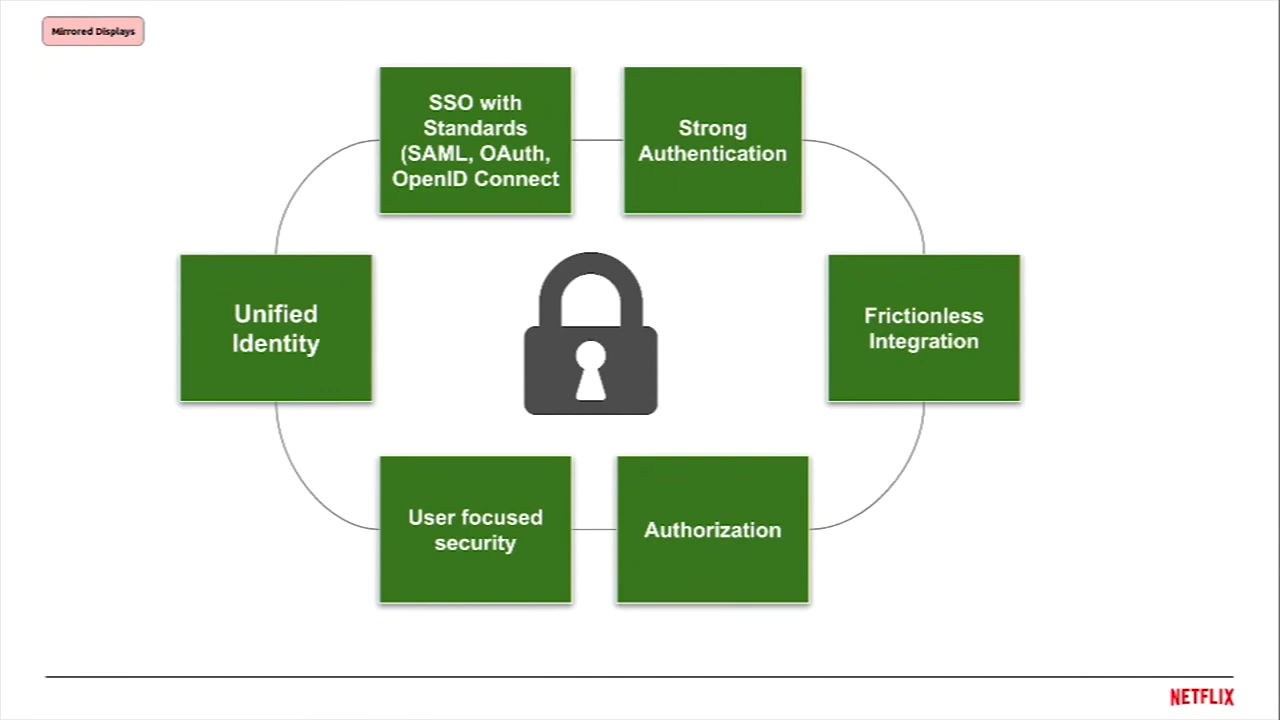 Mirrored Displays
SSO with
Standards
(SAML, OAuth,
OpenID Connect
Strong
Authentication
Unified
Identity
Frictionless
Integration
User focused
security
Authorization
NETFLIX